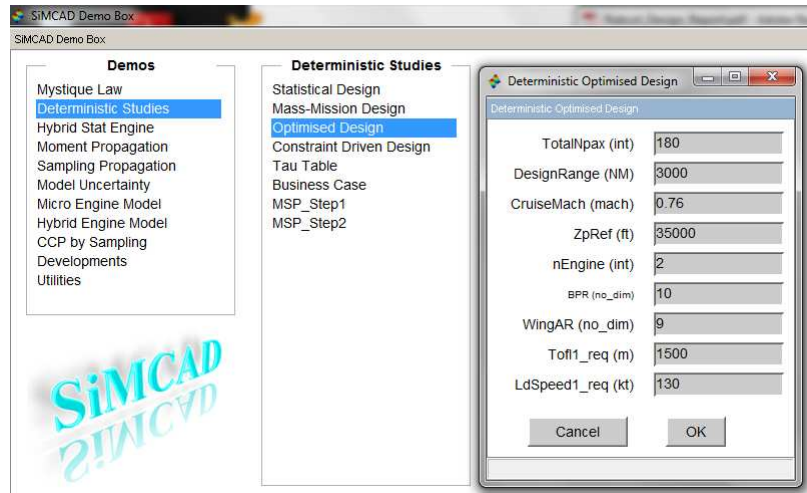 SiMCAD Demo Box
SiMCAD Demo Box
Demos
Mystique Law
Deterministic Studies
Hybrid Stat Engine
Moment Propagation
Sampling Propagation
Model Uncertainty
Micro Engine Model
Hybrid Engine Model
CCP by Sampling
Developments
Utilities
SiMCAD
Deterministic Studies
Statistical Design
Mass-Mission Design
Optimised Design
Constraint Driven Design
Tau Table
Business Case
MSP_Step1
MSP_Step2
Deterministic Optimised Design
Deterministic Optimised Design
TotalNpax (int) 180
DesignRange (NM) 3000
CruiseMach (mach) 0.76
ZpRef (ft) 35000
nEngine (int) 2
BPR (no_dim) 10
WingAR (no_dim) 9
Tofl1_req (m) 1500
LdSpeed1_req (kt) 130
Cancel OK